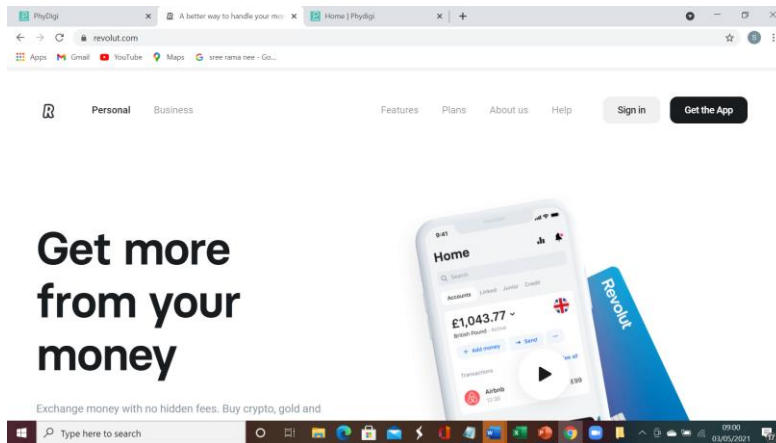 PhyDigi
A better way to handle your mo
Home | Phydigi
revolut.com
S
Apps
Gmail
YouTube
Maps
sree rama nee - Go...
R
Personal
Business
Features
Plans
About us
Help
Sign in
Get the App
Get more
from your
money
Exchange money with no hidden fees. Buy crypto, gold and
9:41
Home
Search
Accounts
Linked
Junior
Credit
£1,043.77
British Pound · Active
+ Add money
→ Send
Transactions
ee all
Airbnb
£99
Revolut
Type here to search
09:00
03/05/2021